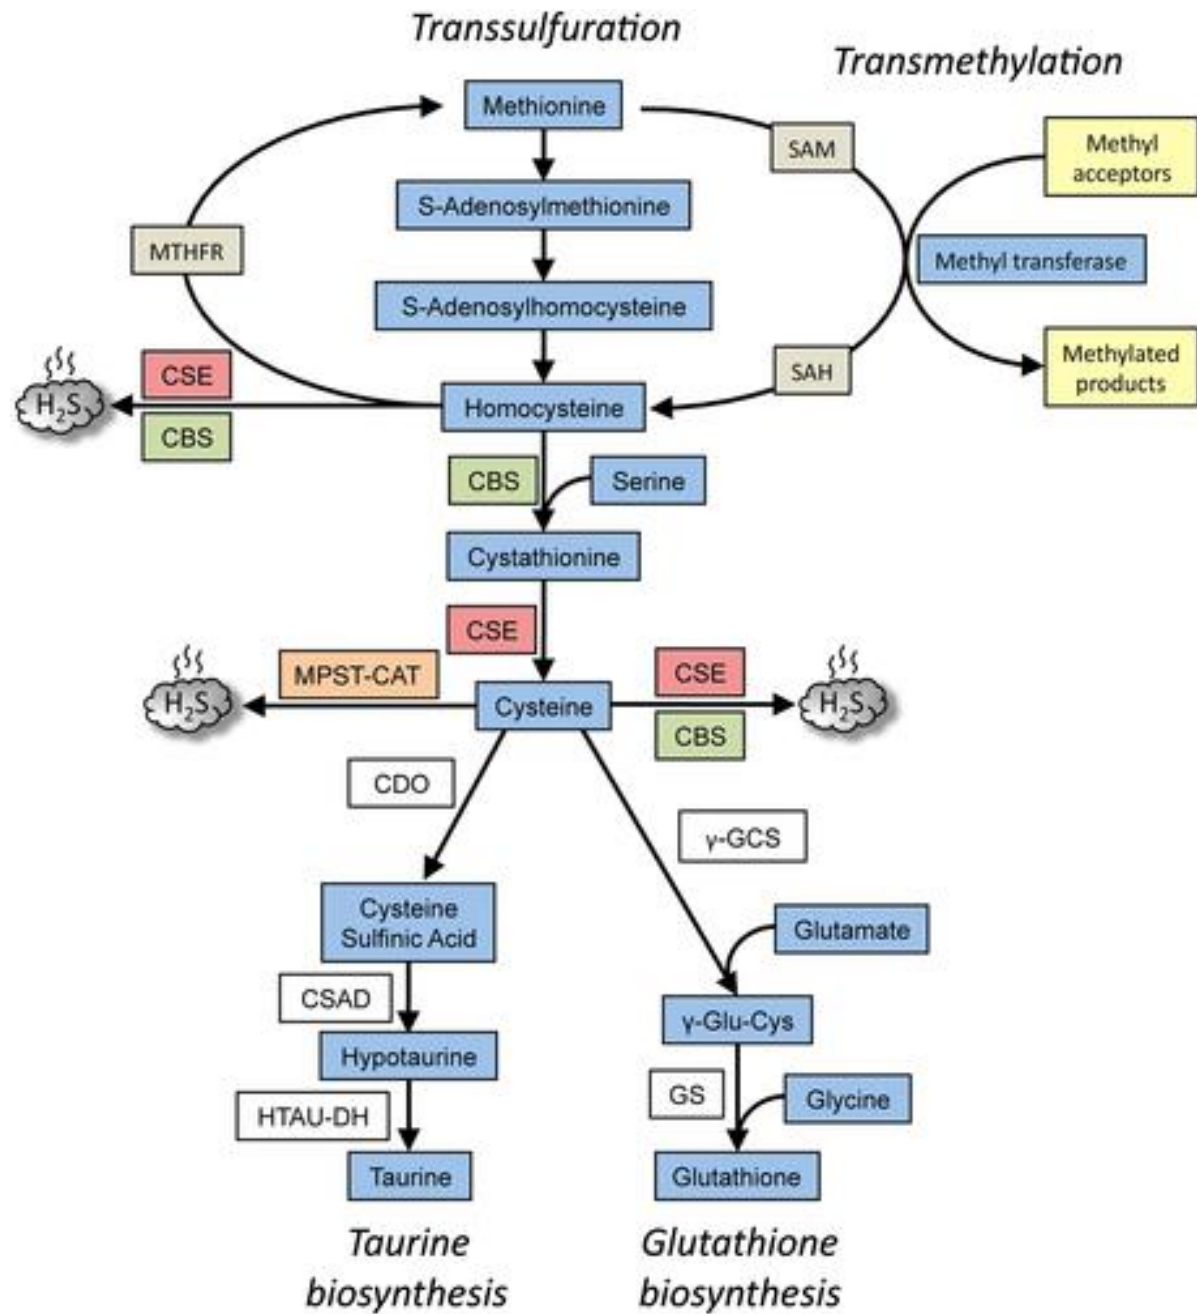 Transsulfuration
Transmethylation
Methionine
SAM
Methyl
acceptors
S-Adenosylmethionine
MTHFR
Methyl transferase
S-Adenosylhomocysteine
CSE
H₂S
CBS
SAH
Methylated
products
Homocysteine
CBS
Serine
Cystathionine
CSE
MPST-CAT
H₂S
Cysteine
CSE
CBS
H₂S
CDO
γ-GCS
Cysteine
Sulfinic Acid
Glutamate
CSAD
γ-Glu-Cys
Hypotaurine
GS
Glycine
HTAU-DH
Taurine
Glutathione
Taurine
biosynthesis
Glutathione
biosynthesis